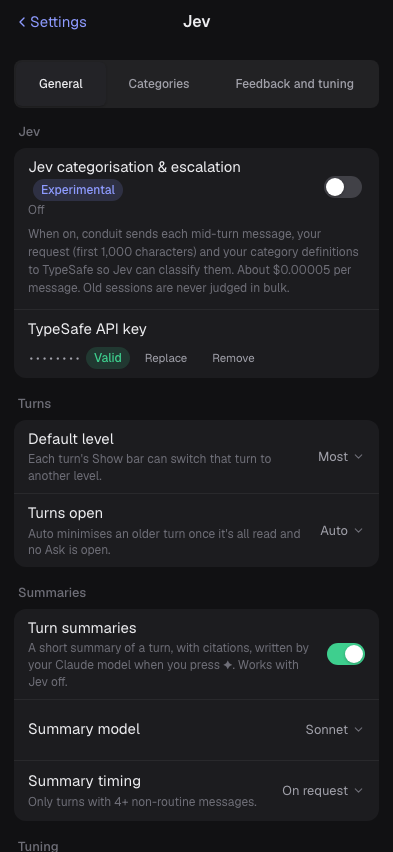 Settings
Jev
General
Categories
Feedback and tuning
Jev
Jev categorisation & escalation
Experimental
Off
When on, conduit sends each mid-turn message, your
request (first 1,000 characters) and your category definitions
to TypeSafe so Jev can classify them. About $0.00005 per
message. Old sessions are never judged in bulk.
TypeSafe API key
········ Valid Replace Remove
Turns
Default level
Each turn's Show bar can switch that turn to
another level.
Most
Turns open
Auto minimises an older turn once it's all read and
no Ask is open.
Auto
Summaries
Turn summaries
A short summary of a turn, with citations, written by
your Claude model when you press ✦. Works with
Jev off.
Summary model
Sonnet
Summary timing
Only turns with 4+ non-routine messages.
On request
Tuning